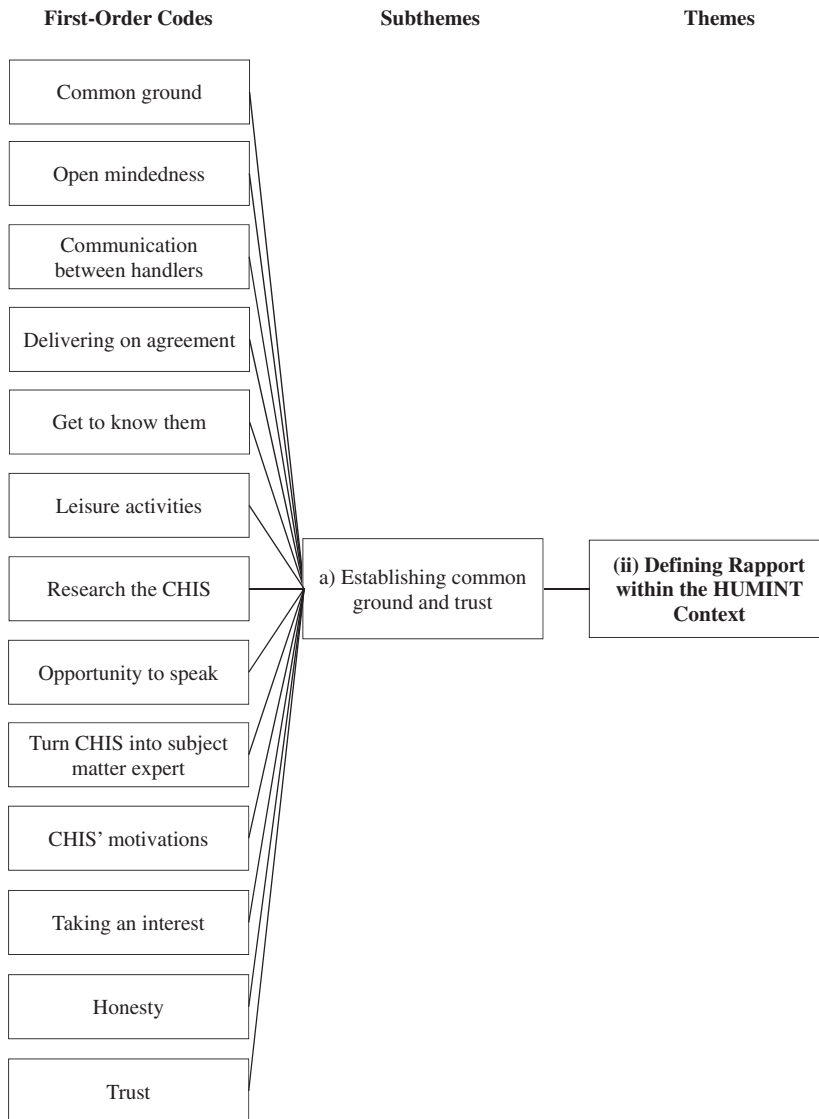 First-Order Codes
Subthemes
Themes
Common ground
Open mindedness
Communication
between handlers
Delivering on agreement
Get to know them
Leisure activities
Research the CHIS
Opportunity to speak
Turn CHIS into subject
matter expert
CHIS’ motivations
Taking an interest
Honesty
Trust
a) Establishing common
ground and trust
(ii) Defining Rapport
within the HUMINT
Context